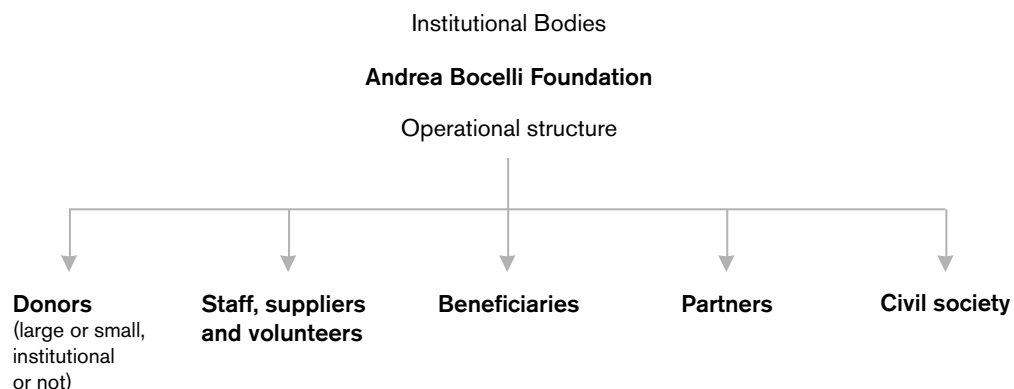 Institutional Bodies
Andrea Bocelli Foundation
Operational structure
Donors
(large or small,
institutional
or not)
Staff, suppliers
and volunteers
Beneficiaries
Partners
Civil society